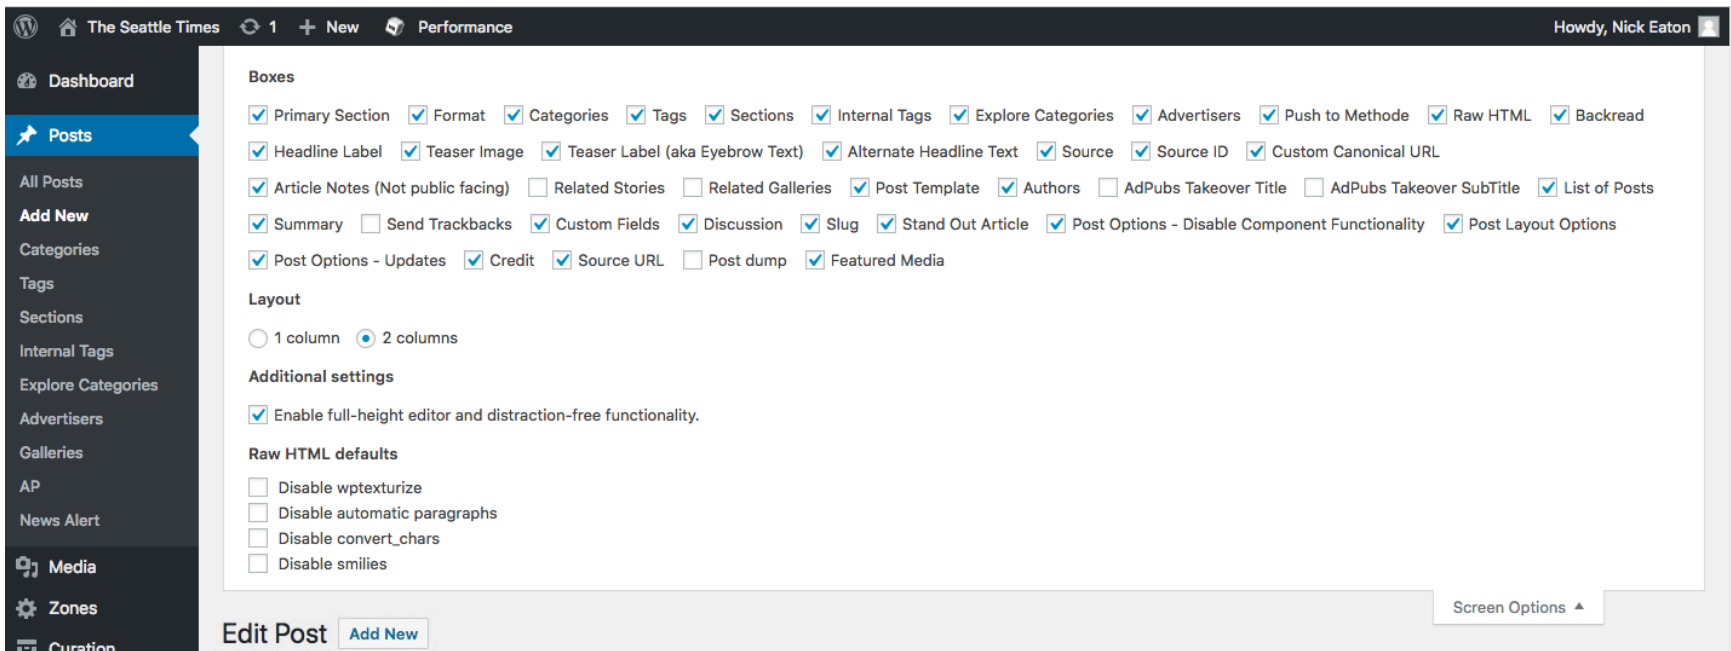 The Seattle Times 1 + New Performance Howdy, Nick Eaton
Dashboard
Posts
All Posts
Add New
Categories
Tags
Sections
Internal Tags
Explore Categories
Advertisers
Galleries
AP
News Alert
Media
Zones
Curation
Boxes
Primary Section Format Categories Tags Sections Internal Tags Explore Categories Advertisers Push to Methode Raw HTML Backread
Headline Label Teaser Image Teaser Label (aka Eyebrow Text) Alternate Headline Text Source Source ID Custom Canonical URL
Article Notes (Not public facing) Related Stories Related Galleries Post Template Authors AdPubs Takeover Title AdPubs Takeover SubTitle List of Posts
Summary Send Trackbacks Custom Fields Discussion Slug Stand Out Article Post Options - Disable Component Functionality Post Layout Options
Post Options - Updates Credit Source URL Post dump Featured Media
Layout
1 column 2 columns
Additional settings
Enable full-height editor and distraction-free functionality.
Raw HTML defaults
Disable wptexturize
Disable automatic paragraphs
Disable convert_chars
Disable smilies
Screen Options
Edit Post Add New